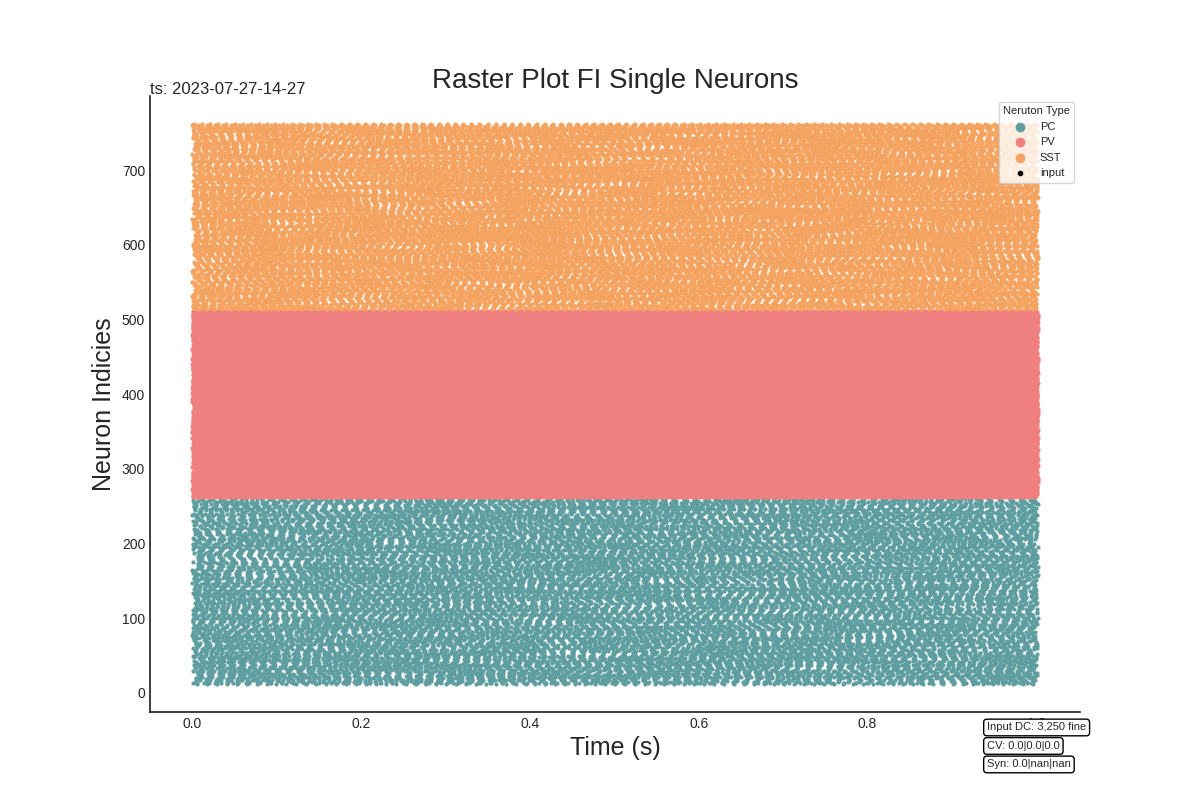 Raster Plot FI Single Neurons
ts: 2023-07-27-14-27
Neruton Type
PC
PV
SST
input
Neuron Indicies
700
600
500
400
300
200
100
0
0.0 0.2 0.4 0.6 0.8
Time (s)
Input DC: 3,250 fine
CV: 0.0|0.0|0.0
Syn: 0.0|nan|nan